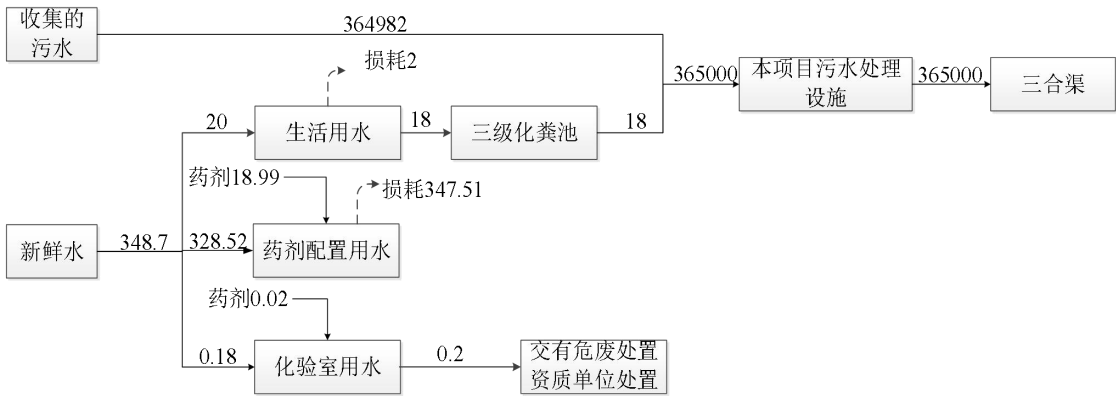 收集的
污水
364982
损耗2
365000
本项目污水处理
设施
365000
三合渠
20
生活用水
18
三级化粪池
18
药剂18.99
损耗347.51
新鲜水
348.7
328.52
药剂配置用水
药剂0.02
0.18
化验室用水
0.2
交有危废处置
资质单位处置